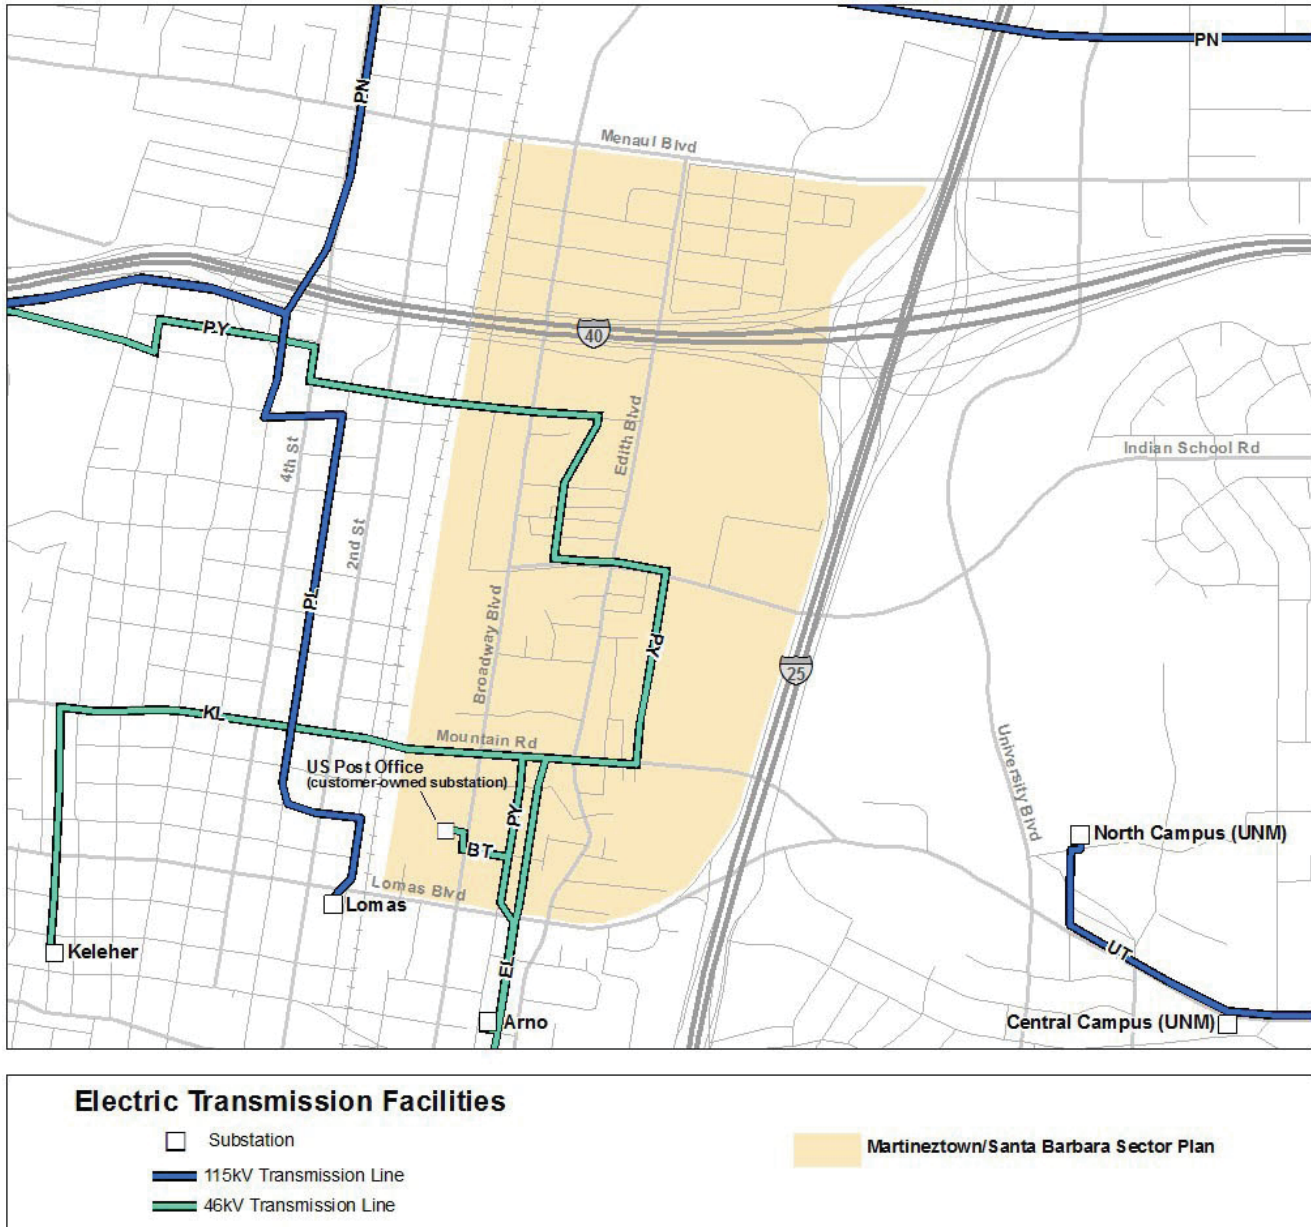 PN
PN
Menaul Blvd
PY
40
4th St
Edith Blvd
Indian School Rd
2nd St
PL
Broadway Blvd
PY
25
KL
Mountain Rd
University Blvd
US Post Office
(customer-owned substation)
PY
BT
North Campus (UNM)
Lomas Blvd
Lomas
Keleher
UT
EL
Arno
Central Campus (UNM)
Electric Transmission Facilities
Substation
115kV Transmission Line
46kV Transmission Line
Martineztown/Santa Barbara Sector Plan